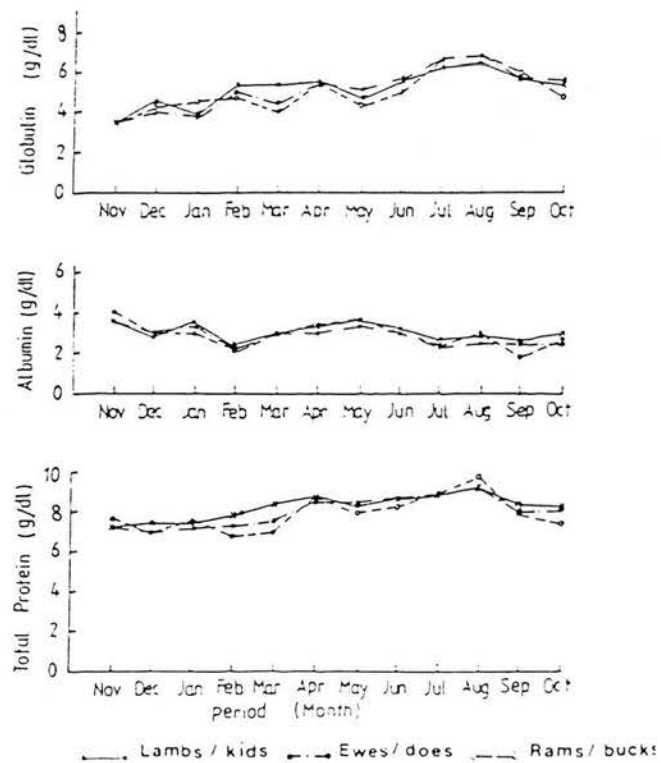 Globulin (g/dl)
8
6
4
2
0
Nov Dec Jan Feb Mar Apr May Jun Jul Aug Sep Oct
Albumin (g/dl)
6
4
2
0
Nov Dec Jan Feb Mar Apr May Jun Jul Aug Sep Oct
Total Protein (g/dl)
10
8
6
4
2
0
Nov Dec Jan Feb Mar Apr May Jun Jul Aug Sep Oct
period (Month)
Lambs / kids Ewes/does Rams/bucks